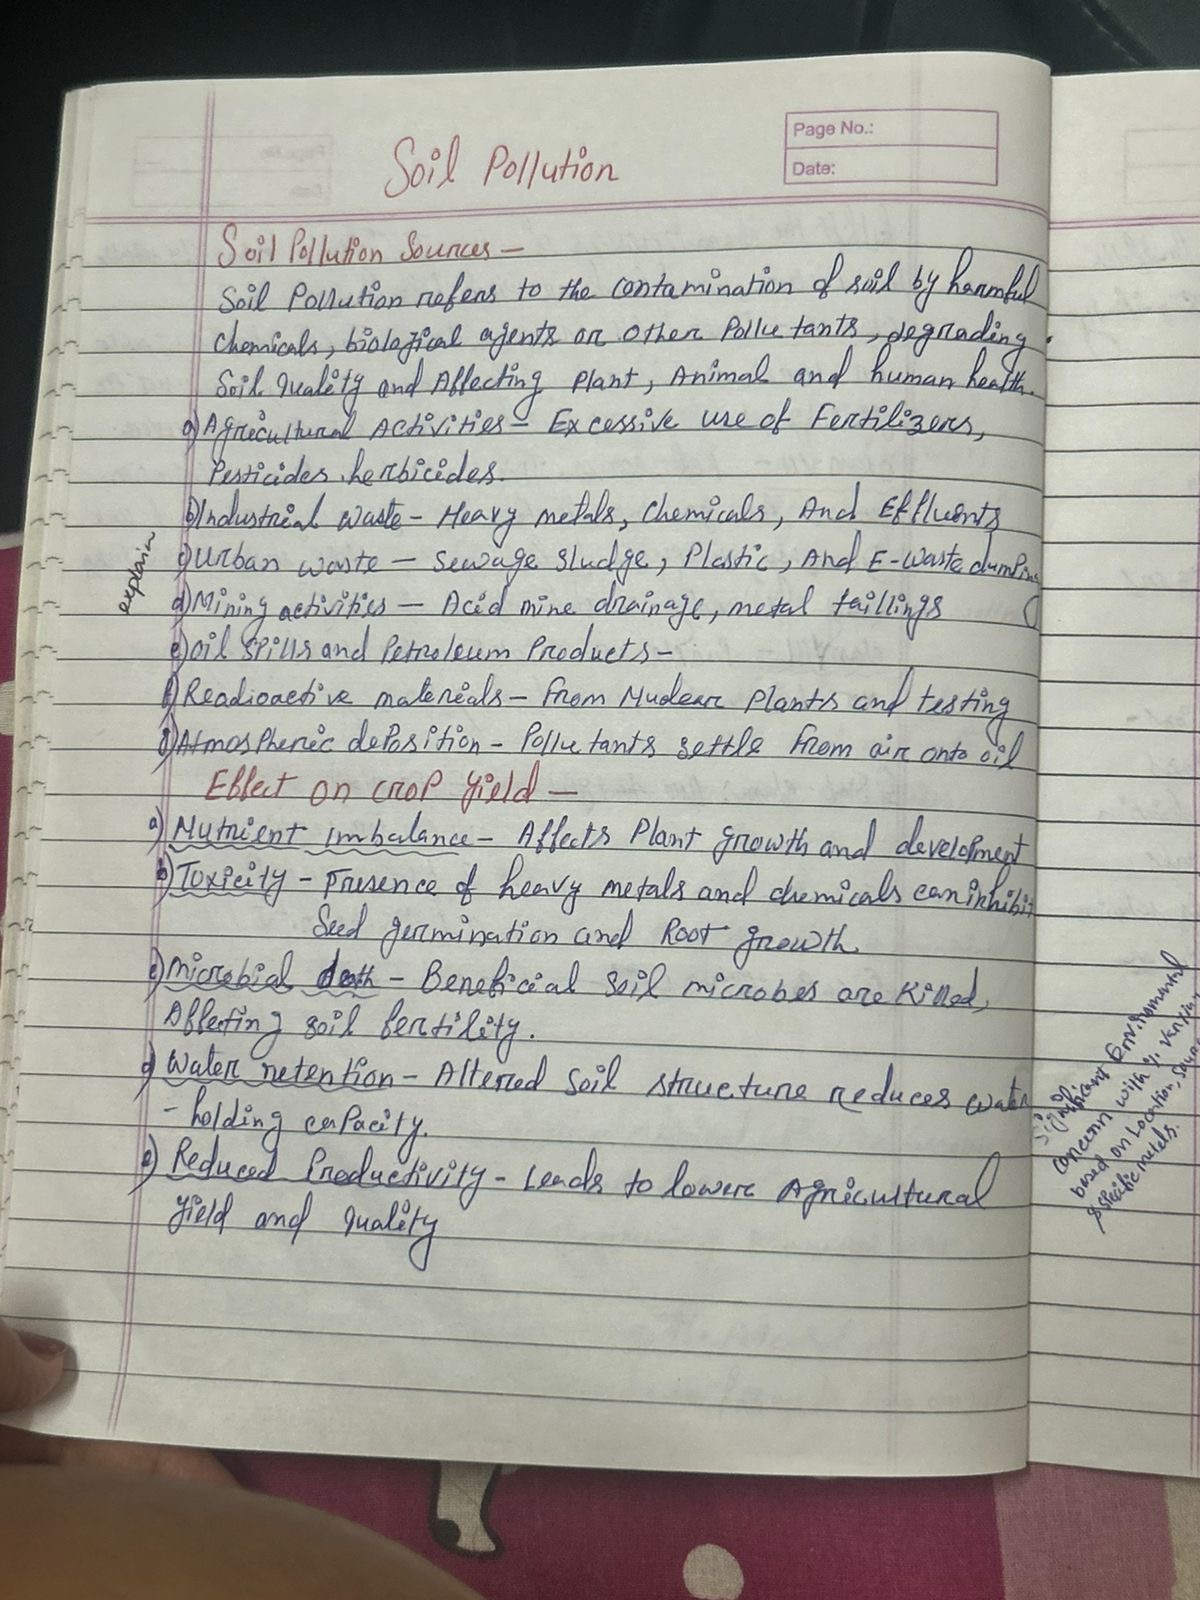 Page No.:
Date:
Soil Pollution
Soil Pollution Sources -
Soil Pollution refers to the contamination of soil by harmful
chemicals, biological agents or other Pollutants, degrading
Soil Quality and Affecting Plant, Animal and human health.
a) Agricultural Activities - Excessive use of Fertilizers,
Pesticides, herbicides.
b) Industrial waste - Heavy metals, Chemicals, And Effluents
c) Urban waste - Sewage sludge, Plastic, And E-waste dumping
explain
d) Mining activities - Acid mine drainage, metal taillings
e) Oil Spills and Petroleum Products -
f) Readioactive materials - From Nuclear Plants and testing
g) Atmospheric deposition - Pollutants settle from air onto oil
Effect on crop Yield -
a) Nutrient imbalance - Affects Plant growth and development
b) Toxicity - Presence of heavy metals and chemicals can inhibit
Seed germination and Root growth.
c) Microbial death - Beneficial soil microbes are Killed,
Affecting soil fertility.
d) Water retention - Altered soil structure reduces water
- holding capacity.
e) Reduced Productivity - Leads to lower Agricultural
Yield and Quality
Significant Environmental
concern with % varying
based on Location,
specific metals.